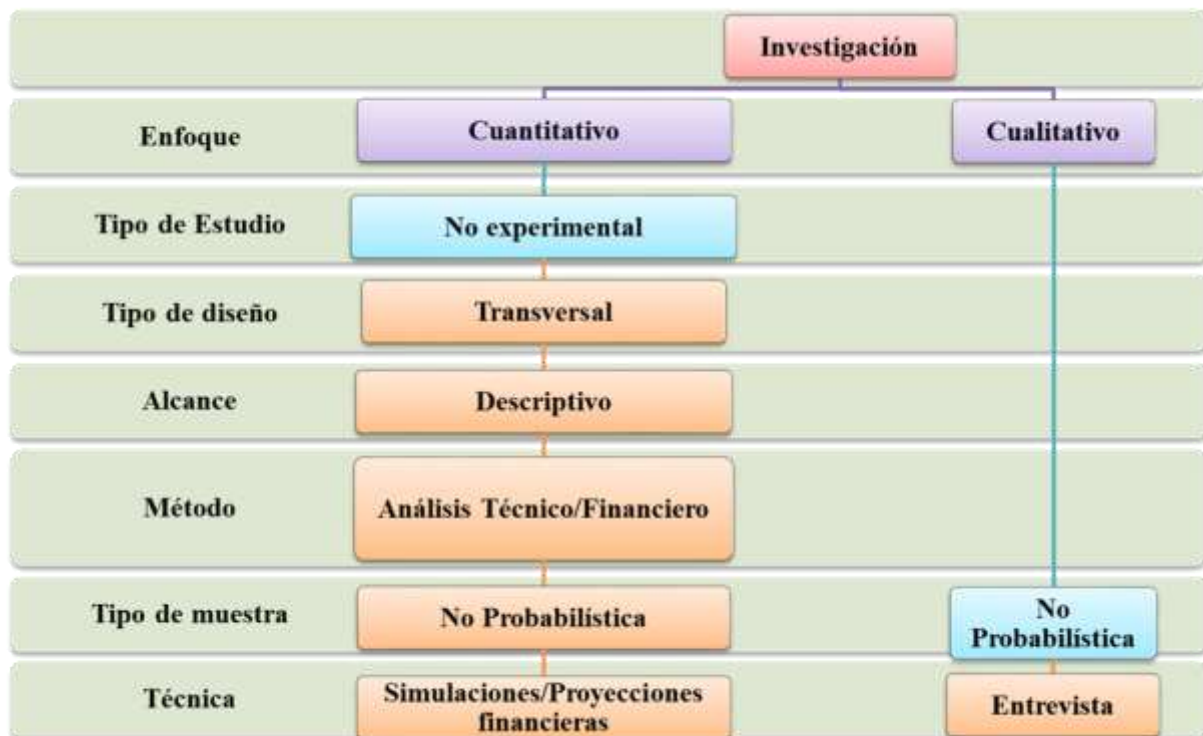 Investigación
Enfoque
Cuantitativo
Cualitativo
Tipo de Estudio
No experimental
Tipo de diseño
Transversal
Alcance
Descriptivo
Método
Análisis Técnico/Financiero
Tipo de muestra
No Probabilística
No
Probabilística
Técnica
Simulaciones/Proyecciones
financieras
Entrevista